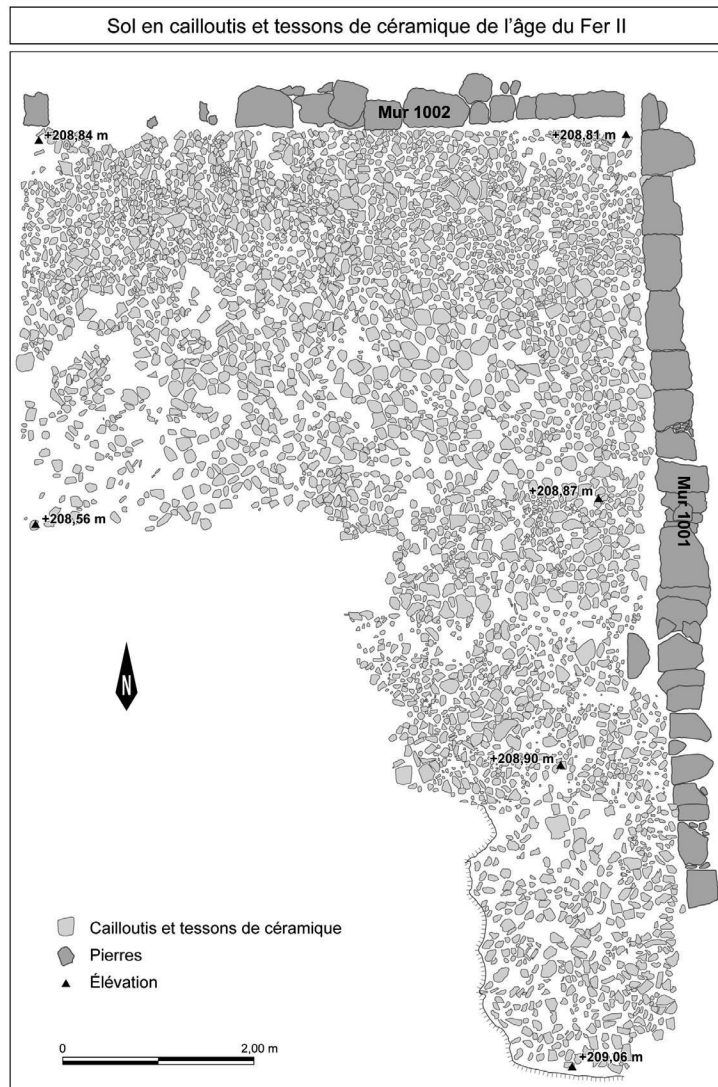 Sol en cailloutis et tessons de céramique de l'âge du Fer II
Mur 1002
+208,84 m
+208,81 m
Mur 1001
+208,87 m
+208,56 m
N
+208,90 m
Cailloutis et tessons de céramique
Pierres
Élévation
0 2,00 m
+209,06 m